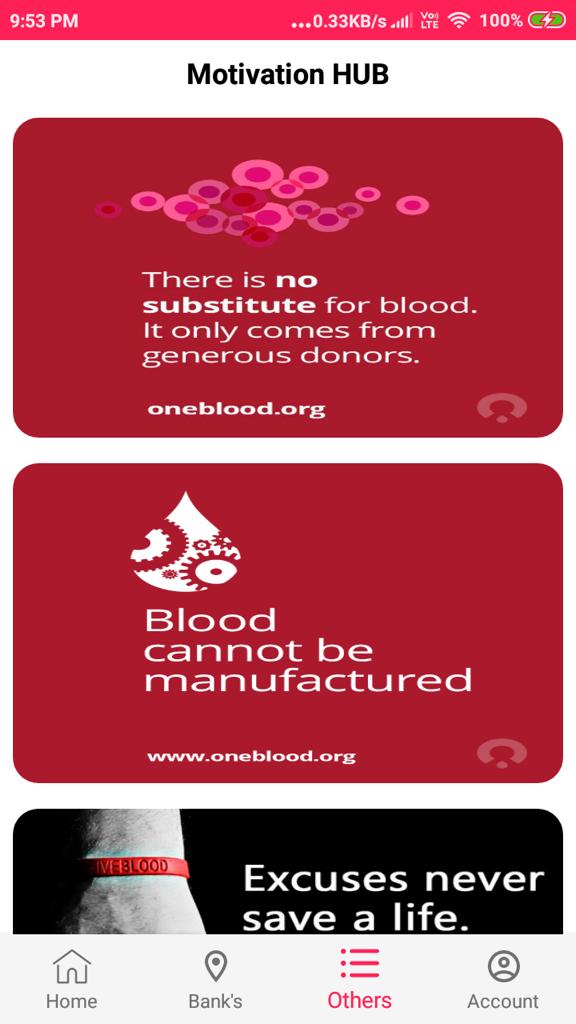 9:53 PM
...0.33KB/s
Vo))
LTE
100%
Motivation HUB
There is no
substitute for blood.
It only comes from
generous donors.
oneblood.org
Blood
cannot be
manufactured
www.oneblood.org
IVEBLOOD
Excuses never
save a life.
Home
Bank's
Others
Account